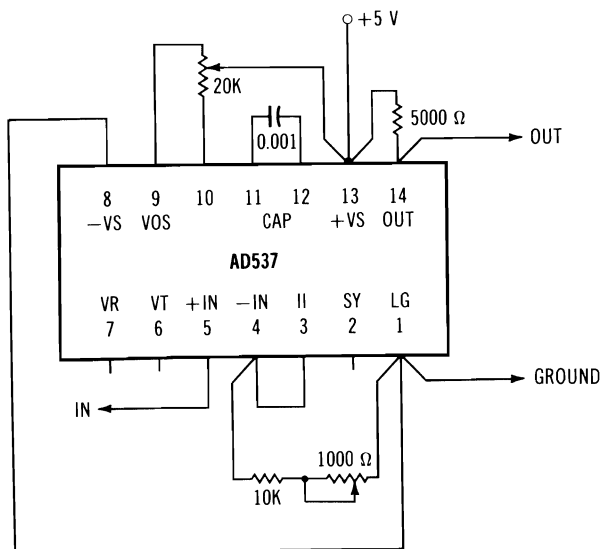 +5 V
20K
0.001
5000 Ω
OUT
8 9 10 11 12 13 14
−VS VOS CAP +VS OUT
AD537
VR VT +IN −IN II SY LG
7 6 5 4 3 2 1
IN
GROUND
1000 Ω
10K